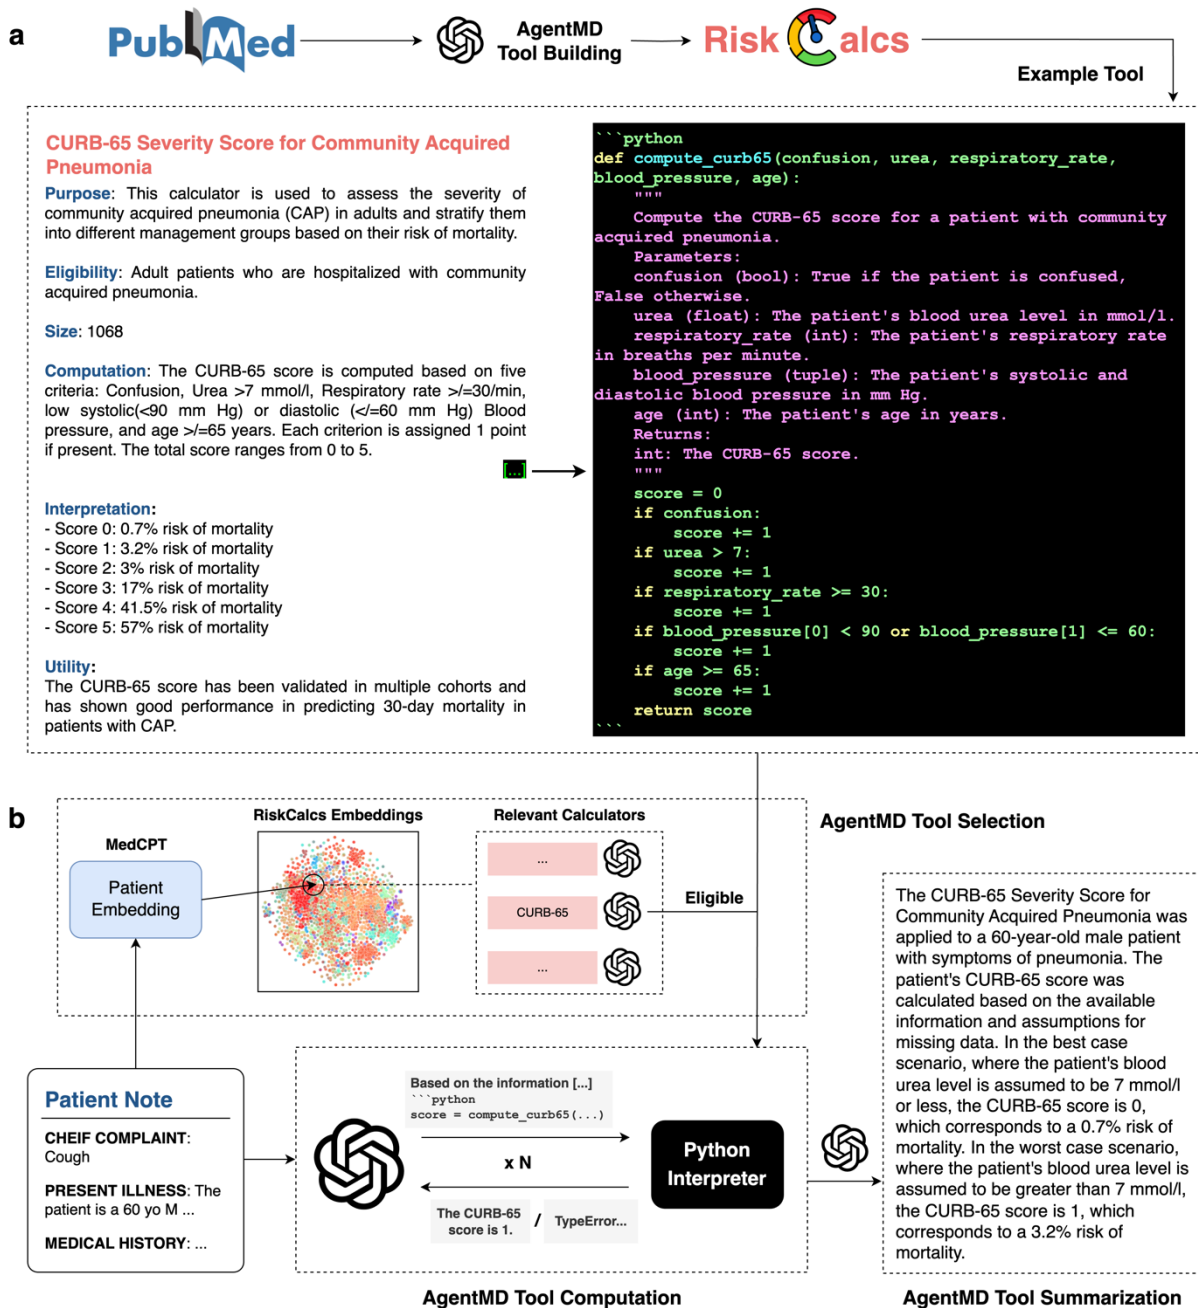 a
PubMed
AgentMD
Tool Building
Risk Calcs
Example Tool
CURB-65 Severity Score for Community Acquired
Pneumonia
Purpose: This calculator is used to assess the severity of
community acquired pneumonia (CAP) in adults and stratify them
into different management groups based on their risk of mortality.
Eligibility: Adult patients who are hospitalized with community
acquired pneumonia.
Size: 1068
Computation: The CURB-65 score is computed based on five
criteria: Confusion, Urea >7 mmol/l, Respiratory rate >/=30/min,
low systolic(<90 mm Hg) or diastolic (</=60 mm Hg) Blood
pressure, and age >/=65 years. Each criterion is assigned 1 point
if present. The total score ranges from 0 to 5.
[...]
Interpretation:
- Score 0: 0.7% risk of mortality
- Score 1: 3.2% risk of mortality
- Score 2: 3% risk of mortality
- Score 3: 17% risk of mortality
- Score 4: 41.5% risk of mortality
- Score 5: 57% risk of mortality
Utility:
The CURB-65 score has been validated in multiple cohorts and
has shown good performance in predicting 30-day mortality in
patients with CAP.
```python
def compute_curb65(confusion, urea, respiratory_rate,
blood_pressure, age):
"""
Compute the CURB-65 score for a patient with community
acquired pneumonia.
Parameters:
confusion (bool): True if the patient is confused,
False otherwise.
urea (float): The patient's blood urea level in mmol/l.
respiratory_rate (int): The patient's respiratory rate
in breaths per minute.
blood_pressure (tuple): The patient's systolic and
diastolic blood pressure in mm Hg.
age (int): The patient's age in years.
Returns:
int: The CURB-65 score.
"""
score = 0
if confusion:
score += 1
if urea > 7:
score += 1
if respiratory_rate >= 30:
score += 1
if blood_pressure[0] < 90 or blood_pressure[1] <= 60:
score += 1
if age >= 65:
score += 1
return score
```
b
MedCPT
Patient
Embedding
RiskCalcs Embeddings
Relevant Calculators
...
CURB-65
...
Eligible
AgentMD Tool Selection
Patient Note
CHEIF COMPLAINT:
Cough
PRESENT ILLNESS: The
patient is a 60 yo M ...
MEDICAL HISTORY: ...
Based on the information [...]
```python
score = compute_curb65(...)
x N
The CURB-65
score is 1.
/
TypeError...
Python
Interpreter
AgentMD Tool Computation
The CURB-65 Severity Score for
Community Acquired Pneumonia was
applied to a 60-year-old male patient
with symptoms of pneumonia. The
patient's CURB-65 score was
calculated based on the available
information and assumptions for
missing data. In the best case
scenario, where the patient's blood
urea level is assumed to be 7 mmol/l
or less, the CURB-65 score is 0,
which corresponds to a 0.7% risk of
mortality. In the worst case scenario,
where the patient's blood urea level is
assumed to be greater than 7 mmol/l,
the CURB-65 score is 1, which
corresponds to a 3.2% risk of
mortality.
AgentMD Tool Summarization